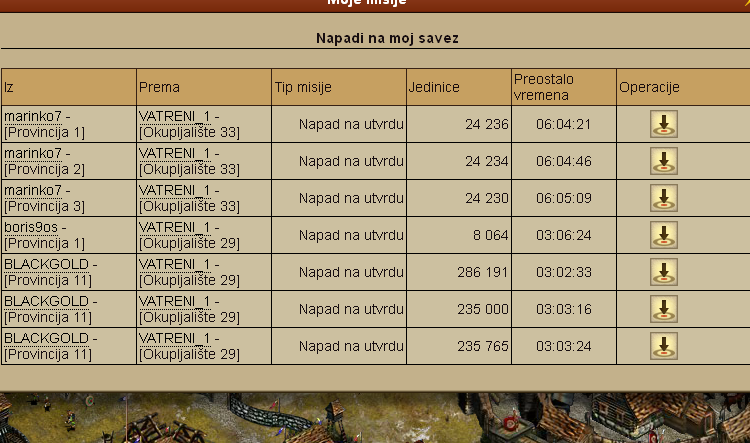 Moje misije
Napadi na moj savez
Iz Prema Tip misije Jedinice Preostalo vremena Operacije
marinko7 - [Provincija 1] VATRENI_1 - [Okupljalište 33] Napad na utvrdu 24 236 06:04:21
marinko7 - [Provincija 2] VATRENI_1 - [Okupljalište 33] Napad na utvrdu 24 234 06:04:46
marinko7 - [Provincija 3] VATRENI_1 - [Okupljalište 33] Napad na utvrdu 24 230 06:05:09
boris9os - [Provincija 1] VATRENI_1 - [Okupljalište 29] Napad na utvrdu 8 064 03:06:24
BLACKGOLD - [Provincija 11] VATRENI_1 - [Okupljalište 29] Napad na utvrdu 286 191 03:02:33
BLACKGOLD - [Provincija 11] VATRENI_1 - [Okupljalište 29] Napad na utvrdu 235 000 03:03:16
BLACKGOLD - [Provincija 11] VATRENI_1 - [Okupljalište 29] Napad na utvrdu 235 765 03:03:24